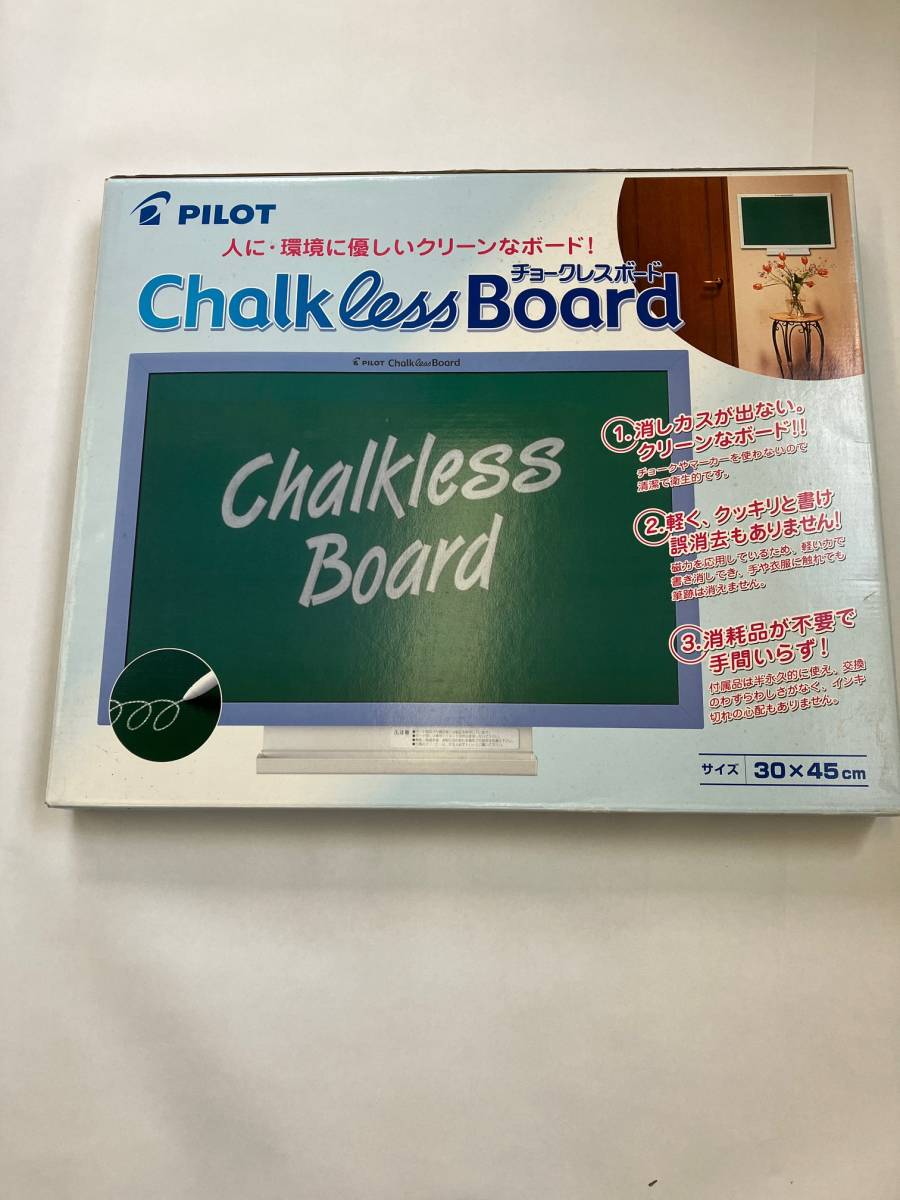 PILOT
人に・環境に優しいクリーンなボード!
チョークレスボード
Chalk less Board
PILOT Chalk less Board
Chalkless
Board
1. 消しカスが出ない。
クリーンなボード!!
チョークやマーカーを使わないので
清潔で衛生的です。
2. 軽く、クッキリと書け
誤消去もありません!
磁力を応用しているため、軽い力で
書き消しでき、手や衣服に触れても
筆跡は消えません。
3. 消耗品が不要で
手間いらず!
付属品は半永久的に使え、交換
のわずらわしさがなく、インキ
切れの心配もありません。
サイズ 30×45cm